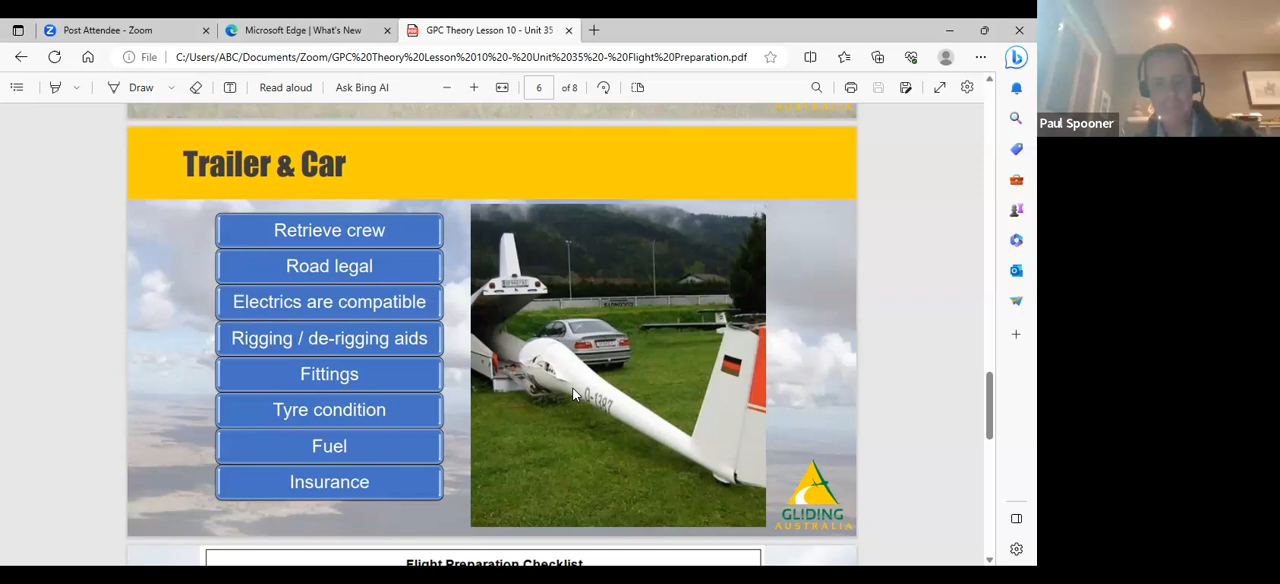 Post Attendee - Zoom
Microsoft Edge | What's New
GPC Theory Lesson 10 - Unit 35
File
C:/Users/ABC/Documents/Zoom/GPC%20Theory%20Lesson%2010%20-%20Unit%2035%20-%20Flight%20Preparation.pdf
Draw
Read aloud
Ask Bing AI
6
of 8
AUSTRALIA
Paul Spooner
Trailer & Car
Retrieve crew
Road legal
Electrics are compatible
Rigging / de-rigging aids
Fittings
Tyre condition
Fuel
Insurance
GLIDING
AUSTRALIA
Flight Preparation Checklist